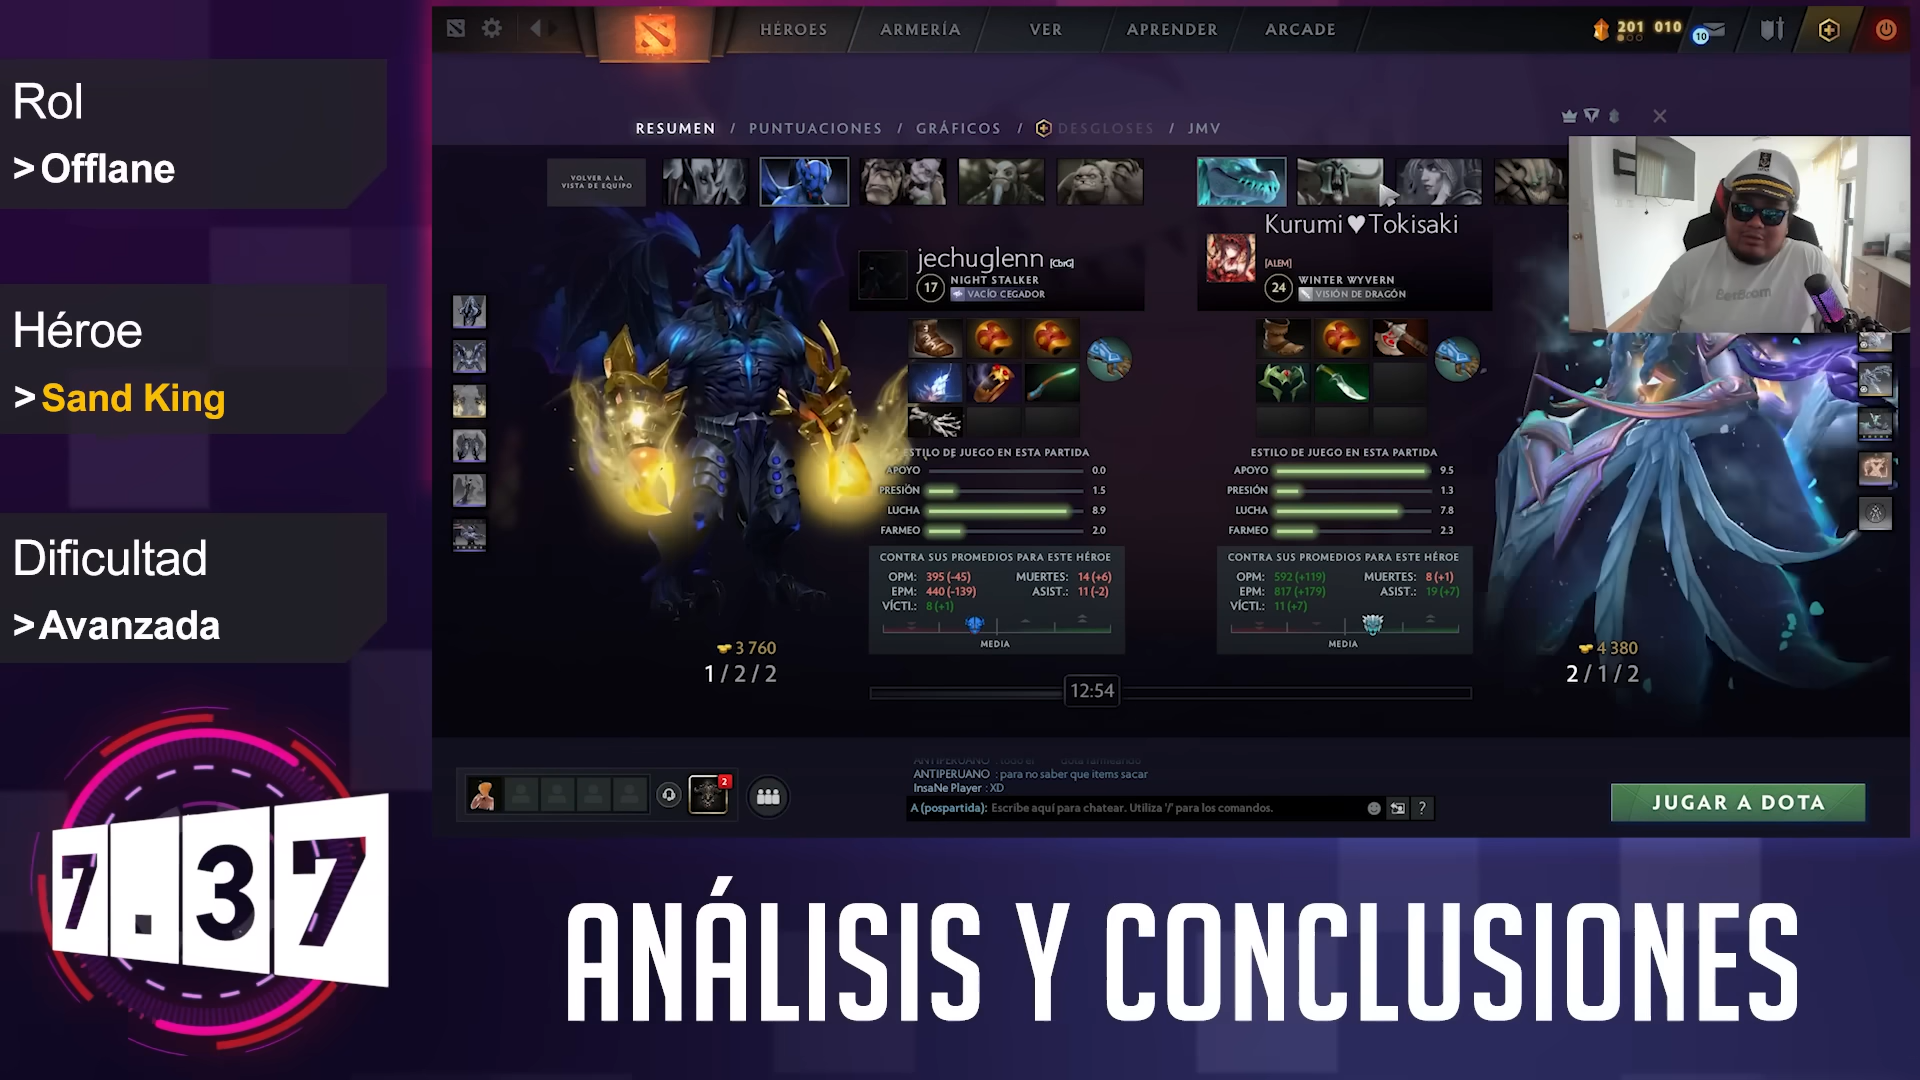 Rol
>Offlane
Héroe
>Sand King
Dificultad
>Avanzada
7.37
HÉROES
ARMERÍA
VER
APRENDER
ARCADE
201 010
10
RESUMEN / PUNTUACIONES / GRÁFICOS / DESGLOSES / JMV
VOLVER A LA
VISTA DE EQUIPO
jechuglenn [CbrG]
17
NIGHT STALKER
VACÍO CEGADOR
ESTILO DE JUEGO EN ESTA PARTIDA
APOYO 0.0
PRESIÓN 1.5
LUCHA 8.9
FARMEO 2.0
CONTRA SUS PROMEDIOS PARA ESTE HÉROE
OPM: 395 (-45) MUERTES: 14 (+6)
EPM: 440 (-139) ASIST.: 11 (-2)
VÍCTI.: 8 (+1)
MEDIA
3 760
1 / 2 / 2
Kurumi♥Tokisaki
[ALEM]
24
WINTER WYVERN
VISIÓN DE DRAGÓN
ESTILO DE JUEGO EN ESTA PARTIDA
APOYO 9.5
PRESIÓN 1.3
LUCHA 7.8
FARMEO 2.3
CONTRA SUS PROMEDIOS PARA ESTE HÉROE
OPM: 592 (+119) MUERTES: 8 (+1)
EPM: 817 (+179) ASIST.: 19 (+7)
VÍCTI.: 11 (+7)
MEDIA
4 380
2 / 1 / 2
12:54
2
ANTIPERUANO : para no saber que items sacar
InsaNe Player : XD
A (pospartida): Escribe aquí para chatear. Utiliza '/' para los comandos.
?
JUGAR A DOTA
ANÁLISIS Y CONCLUSIONES